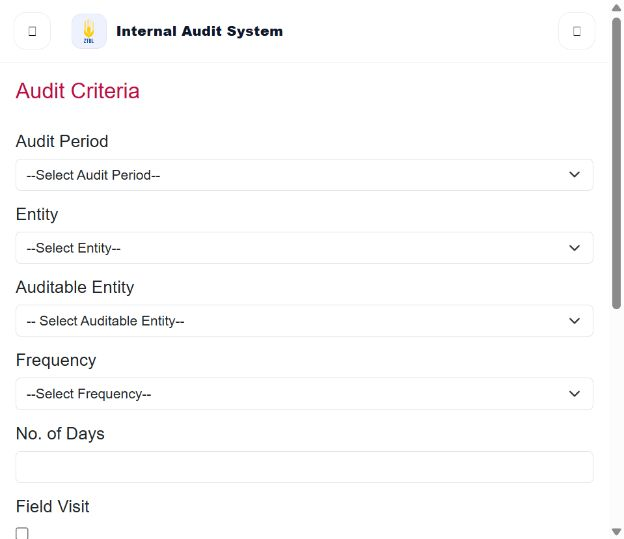 ZTBL
Internal Audit System
Audit Criteria
Audit Period
--Select Audit Period--
Entity
--Select Entity--
Auditable Entity
-- Select Auditable Entity--
Frequency
--Select Frequency--
No. of Days
Field Visit